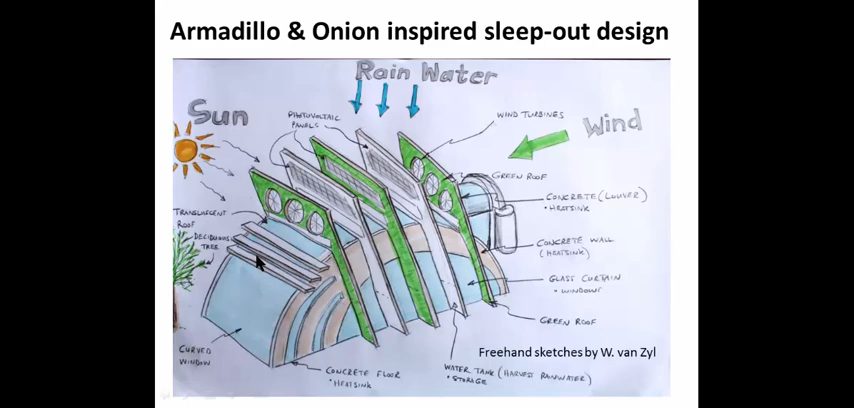 Armadillo & Onion inspired sleep-out design
Rain Water
Sun
PHOTOVOLTAIC
PANELS
WIND TURBINES
Wind
GREEN ROOF
CONCRETE (LOUVER)
• HEATSINK
TRANSLUCENT
ROOF
DECIDUOUS
TREE
CONCRETE WALL
(HEATSINK)
GLASS CURTAIN
• WINDOWS
GREEN ROOF
Freehand sketches by W. van Zyl
CURVED
WINDOW
CONCRETE FLOOR
• HEATSINK
WATER TANK (HARVEST RAINWATER)
• STORAGE